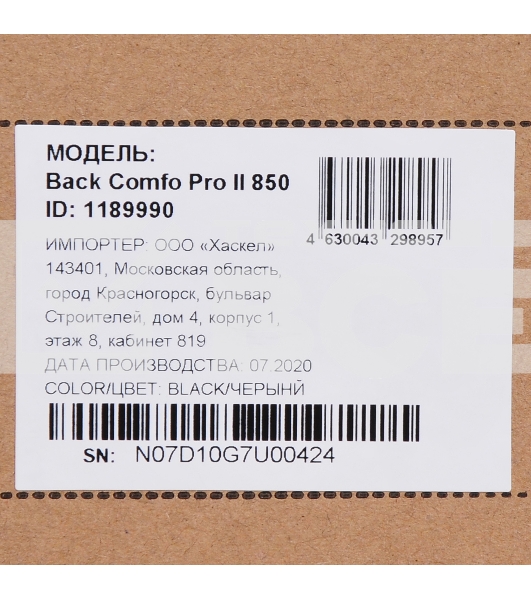 МОДЕЛЬ:
Back Comfo Pro II 850
ID: 1189990
4 630043 298957
ИМПОРТЕР: ООО «Хаскел»
143401, Московская область,
город Красногорск, бульвар
Строителей, дом 4, корпус 1,
этаж 8, кабинет 819
ДАТА ПРОИЗВОДСТВА: 07.2020
COLOR/ЦВЕТ: BLACK/ЧЕРЫНЙ
SN: N07D10G7U00424